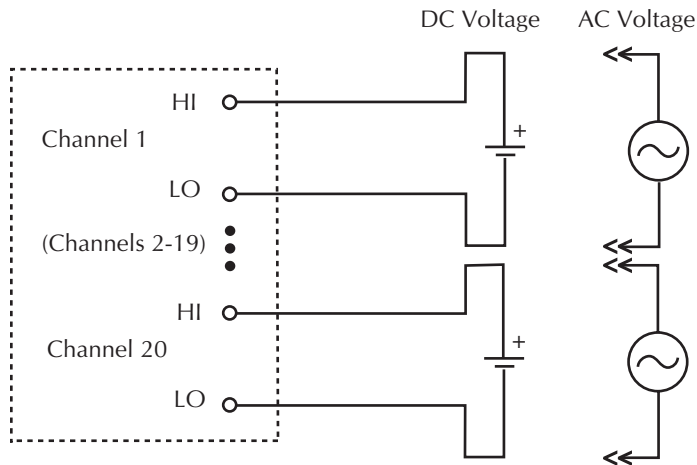 DC Voltage AC Voltage
HI
+
Channel 1
LO
(Channels 2-19)
HI
+
Channel 20
LO